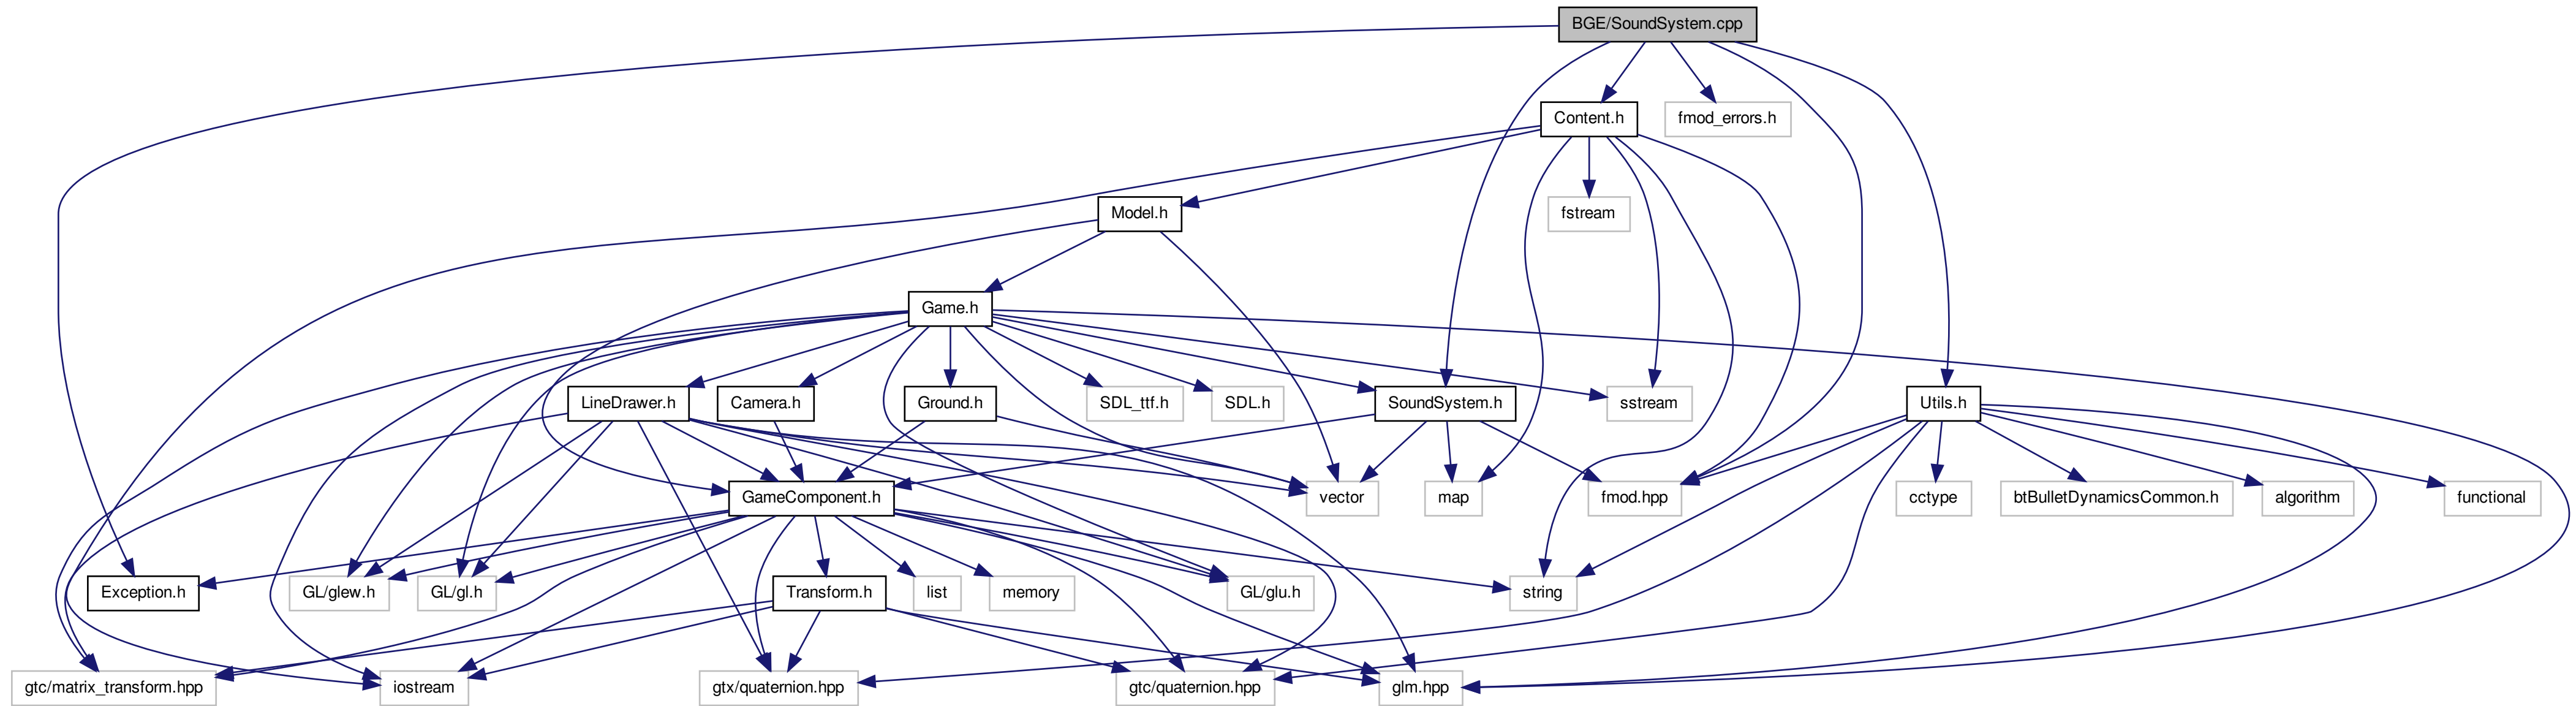 BGE/SoundSystem.cpp
Content.h
fmod_errors.h
Model.h
fstream
Game.h
LineDrawer.h
Camera.h
Ground.h
SDL_ttf.h
SDL.h
SoundSystem.h
sstream
Utils.h
GameComponent.h
vector
map
fmod.hpp
cctype
btBulletDynamicsCommon.h
algorithm
functional
Exception.h
GL/glew.h
GL/gl.h
Transform.h
list
memory
GL/glu.h
string
gtc/matrix_transform.hpp
iostream
gtx/quaternion.hpp
gtc/quaternion.hpp
glm.hpp